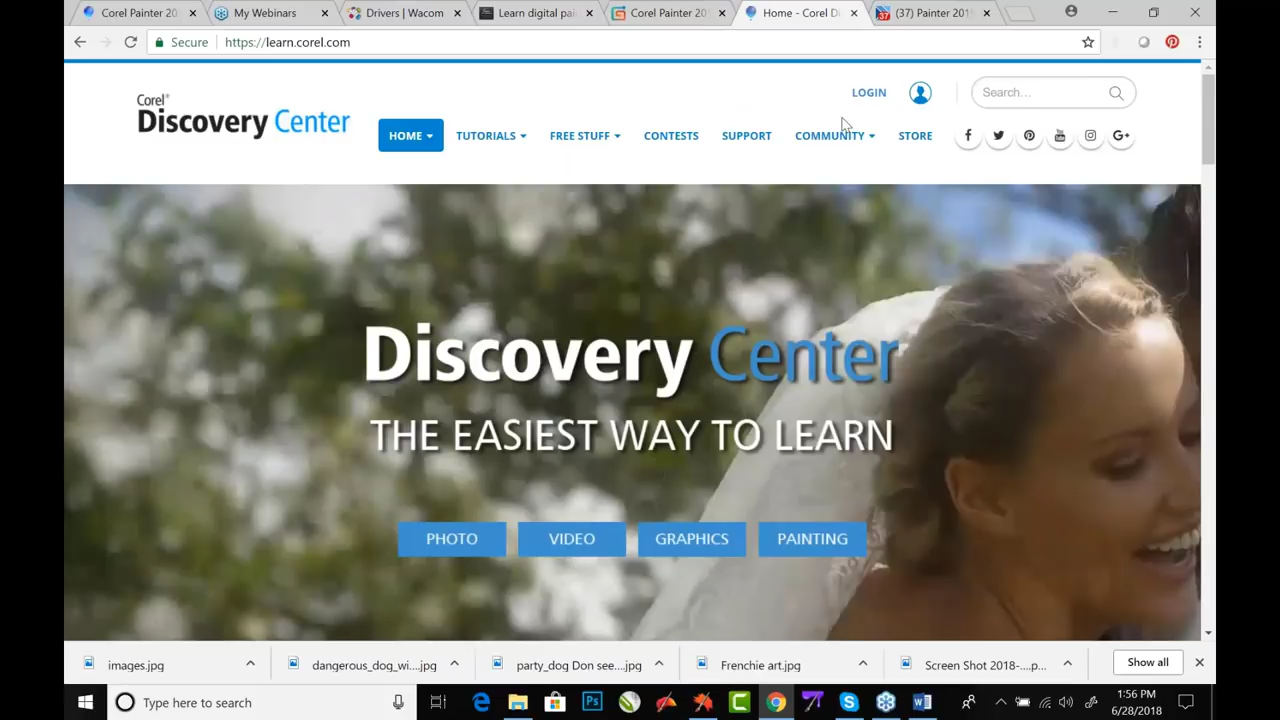 Corel Painter 20
My Webinars
Drivers | Wacom
Learn digital pai
Corel Painter 201
Home - Corel Di
(37) Painter 201
Secure
https://learn.corel.com
LOGIN
Search...
Corel®
Discovery Center
HOME
TUTORIALS
FREE STUFF
CONTESTS
SUPPORT
COMMUNITY
STORE
G+
Discovery Center
THE EASIEST WAY TO LEARN
PHOTO
VIDEO
GRAPHICS
PAINTING
images.jpg
dangerous_dog_wi....jpg
party_dog Don see....jpg
Frenchie art.jpg
Screen Shot 2018-....p...
Show all
Type here to search
Ps
1:56 PM
6/28/2018